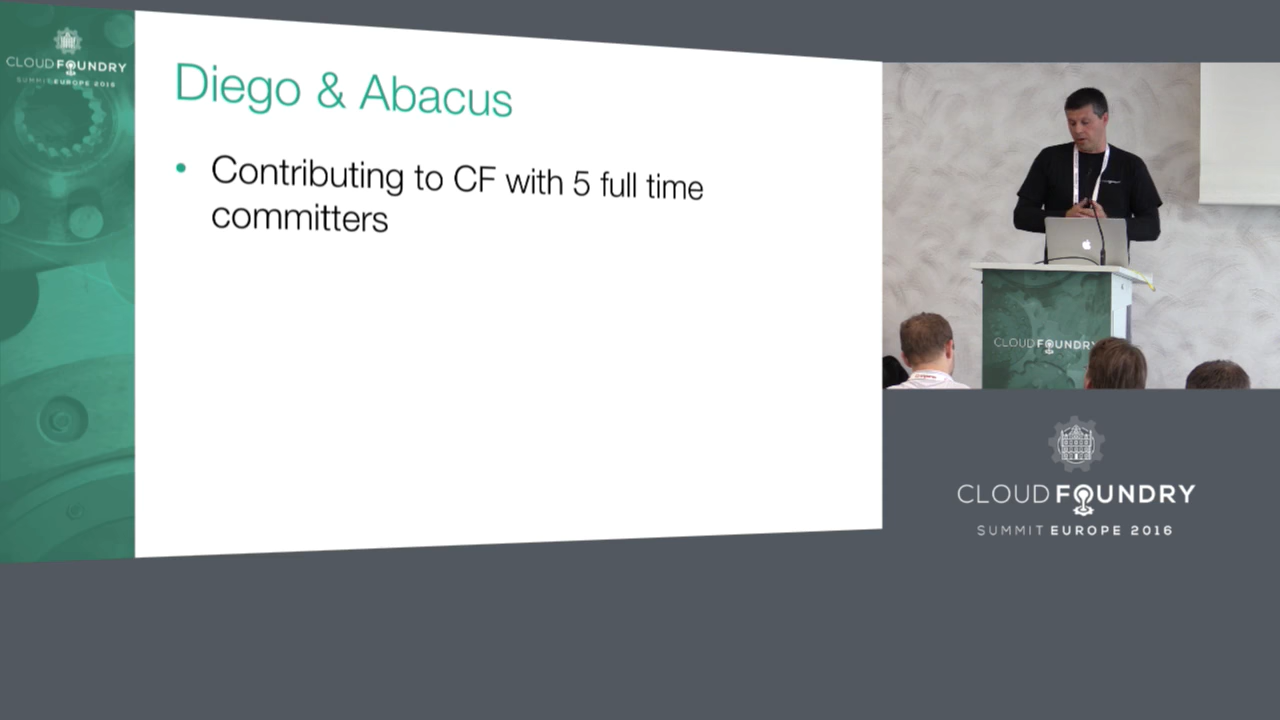 CLOUD FOUNDRY
SUMMIT EUROPE 2016
Diego & Abacus
• Contributing to CF with 5 full time
committers
CLOUD FOUNDRY
CLOUD FOUNDRY
SUMMIT EUROPE 2016